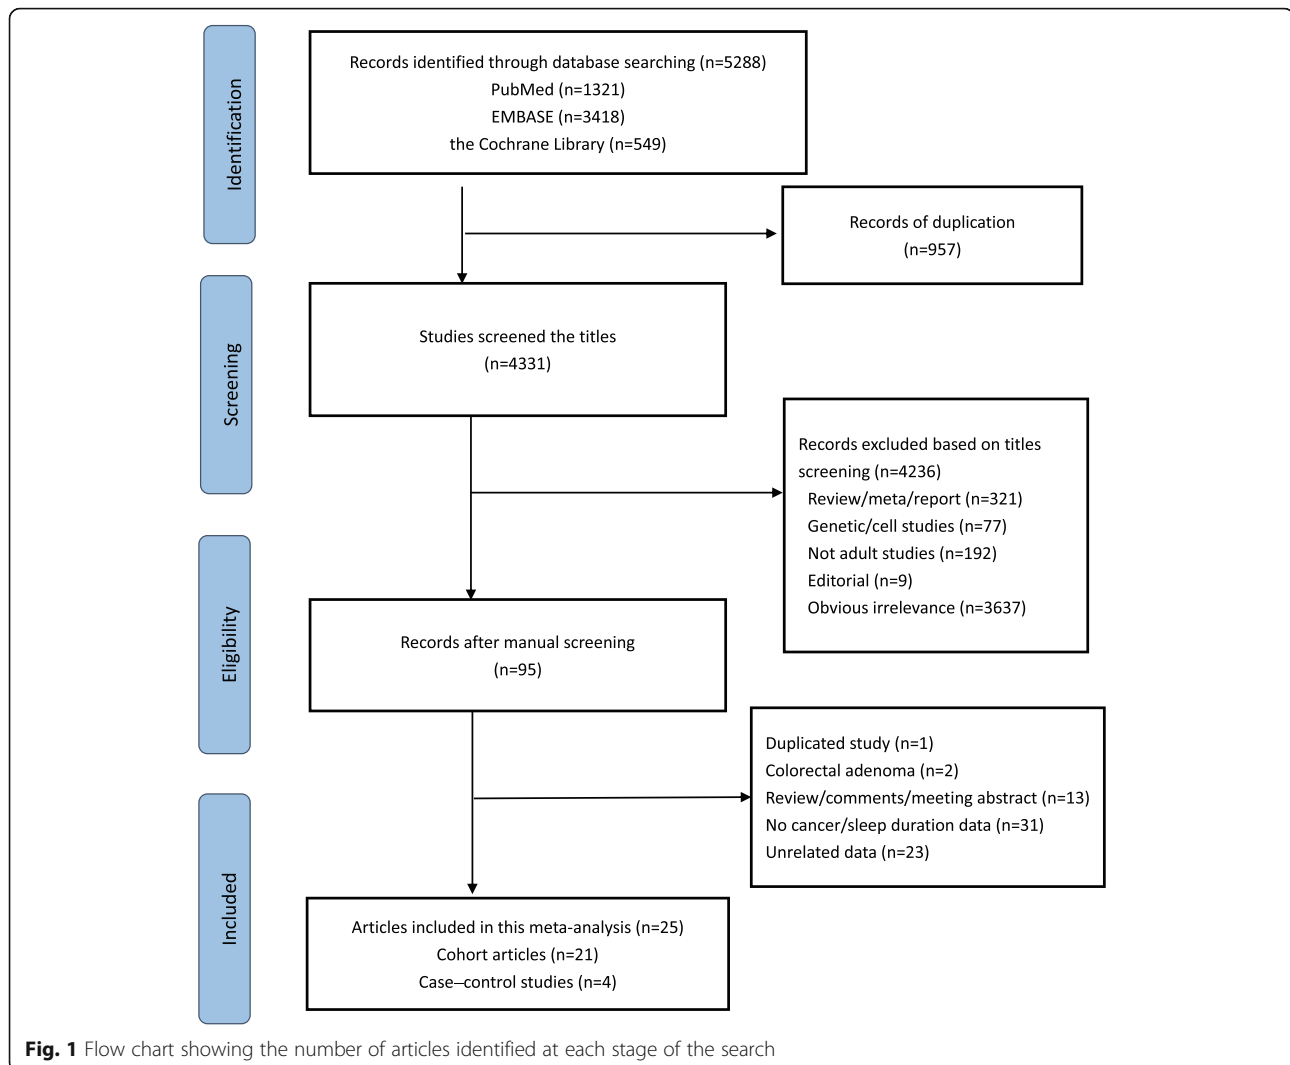 Identification
Records identified through database searching (n=5288)
PubMed (n=1321)
EMBASE (n=3418)
the Cochrane Library (n=549)
Records of duplication
(n=957)
Screening
Studies screened the titles
(n=4331)
Records excluded based on titles
screening (n=4236)
Review/meta/report (n=321)
Genetic/cell studies (n=77)
Not adult studies (n=192)
Editorial (n=9)
Obvious irrelevance (n=3637)
Eligibility
Records after manual screening
(n=95)
Duplicated study (n=1)
Colorectal adenoma (n=2)
Review/comments/meeting abstract (n=13)
No cancer/sleep duration data (n=31)
Unrelated data (n=23)
Included
Articles included in this meta-analysis (n=25)
Cohort articles (n=21)
Case–control studies (n=4)
Fig. 1 Flow chart showing the number of articles identified at each stage of the search